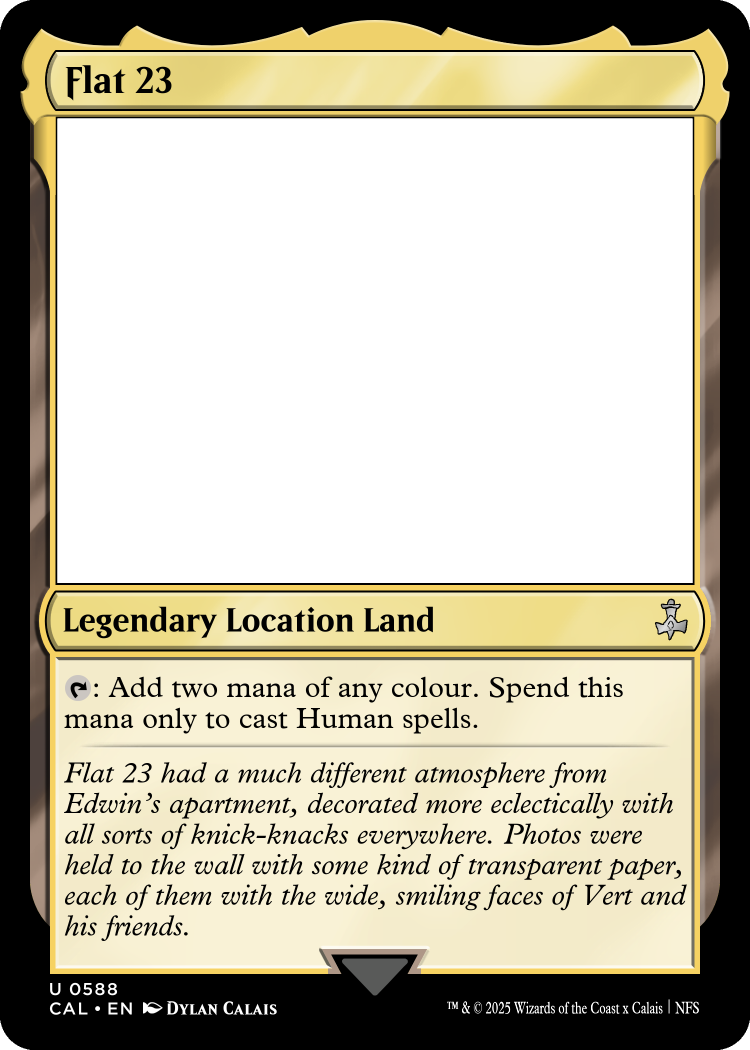 Flat 23
Legendary Location Land
: Add two mana of any colour. Spend this
mana only to cast Human spells.
Flat 23 had a much different atmosphere from
Edwin's apartment, decorated more eclectically with
all sorts of knick-knacks everywhere. Photos were
held to the wall with some kind of transparent paper,
each of them with the wide, smiling faces of Vert and
his friends.
U 0588
CAL • EN Dylan Calais
™ & © 2025 Wizards of the Coast x Calais | NFS